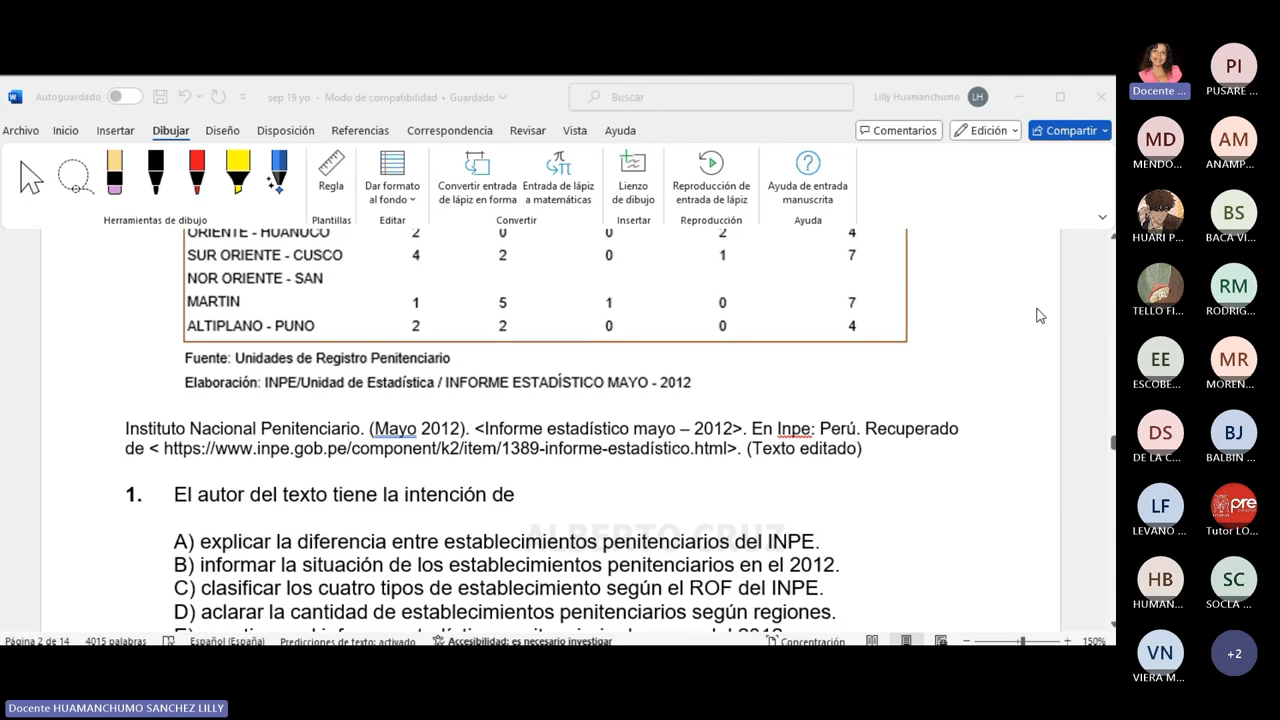 Autoguardado
sep 19 yo - Modo de compatibilidad - Guardado
Buscar
Lilly Huamanchumo
LH
Archivo
Inicio
Insertar
Dibujar
Diseño
Disposición
Referencias
Correspondencia
Revisar
Vista
Ayuda
Comentarios
Edición
Compartir
Regla
Dar formato al fondo
Convertir entrada de lápiz en forma
Entrada de lápiz a matemáticas
Lienzo de dibujo
Reproducción de entrada de lápiz
Ayuda de entrada manuscrita
Herramientas de dibujo
Plantillas
Editar
Convertir
Insertar
Reproducción
Ayuda
ORIENTE - HUANUCO 2 0 0 2 4
SUR ORIENTE - CUSCO 4 2 0 1 7
NOR ORIENTE - SAN
MARTIN 1 5 1 0 7
ALTIPLANO - PUNO 2 2 0 0 4
Fuente: Unidades de Registro Penitenciario
Elaboración: INPE/Unidad de Estadística / INFORME ESTADÍSTICO MAYO - 2012
Instituto Nacional Penitenciario. (Mayo 2012). <Informe estadístico mayo – 2012>. En Inpe: Perú. Recuperado
de < https://www.inpe.gob.pe/component/k2/item/1389-informe-estadístico.html>. (Texto editado)
1. El autor del texto tiene la intención de
ALBERTO CRUZ
A) explicar la diferencia entre establecimientos penitenciarios del INPE.
B) informar la situación de los establecimientos penitenciarios en el 2012.
C) clasificar los cuatro tipos de establecimiento según el ROF del INPE.
D) aclarar la cantidad de establecimientos penitenciarios según regiones.
Página 2 de 14
4015 palabras
Español (España)
Predicciones de texto: activado
Accesibilidad: es necesario investigar
Concentración
150%
Docente ...
PI
PUSARE ...
MD
MENDO...
AM
ANAMP...
HUARI P...
BS
BACA VI...
TELLO FI...
RM
RODRIG...
EE
ESCOBE...
MR
MOREN...
DS
DE LA C...
BJ
BALBIN ...
LF
LEVANO ...
pre
Tutor LO...
HB
HUMAN...
SC
SOCLA ...
VN
VIERA M...
+2
Docente HUAMANCHUMO SANCHEZ LILLY